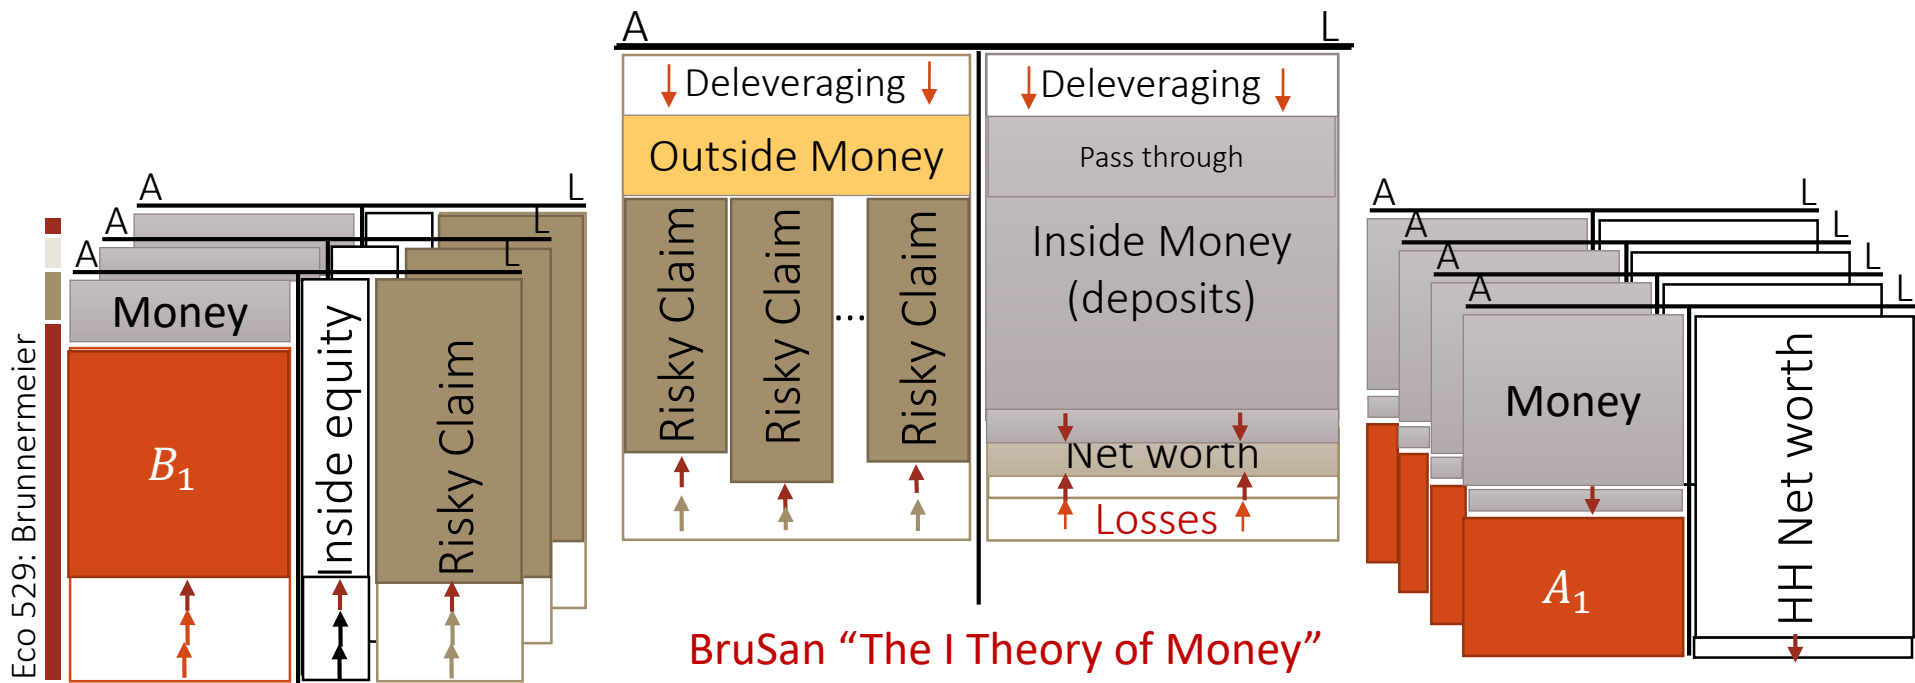 Eco 529: Brunnermeier
A
L
A
L
A
L
Money
B₁
Inside equity
Risky Claim
A
L
Deleveraging
Deleveraging
Outside Money
Pass through
Risky Claim
Risky Claim
...
Risky Claim
Inside Money
(deposits)
Net worth
Losses
A
L
A
L
A
L
A
L
Money
A₁
HH Net worth
BruSan “The I Theory of Money”